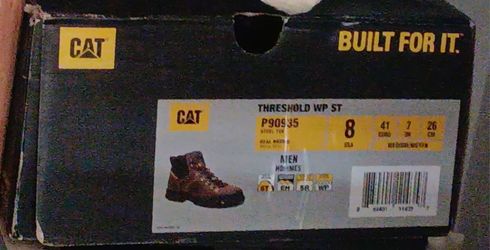 CAT
BUILT FOR IT.
THRESHOLD WP ST
CAT
P90935
STEEL TOE
8
USA
41
EURO
7
UK
26
CM
MEN
HOMMES
ST EH SR WP